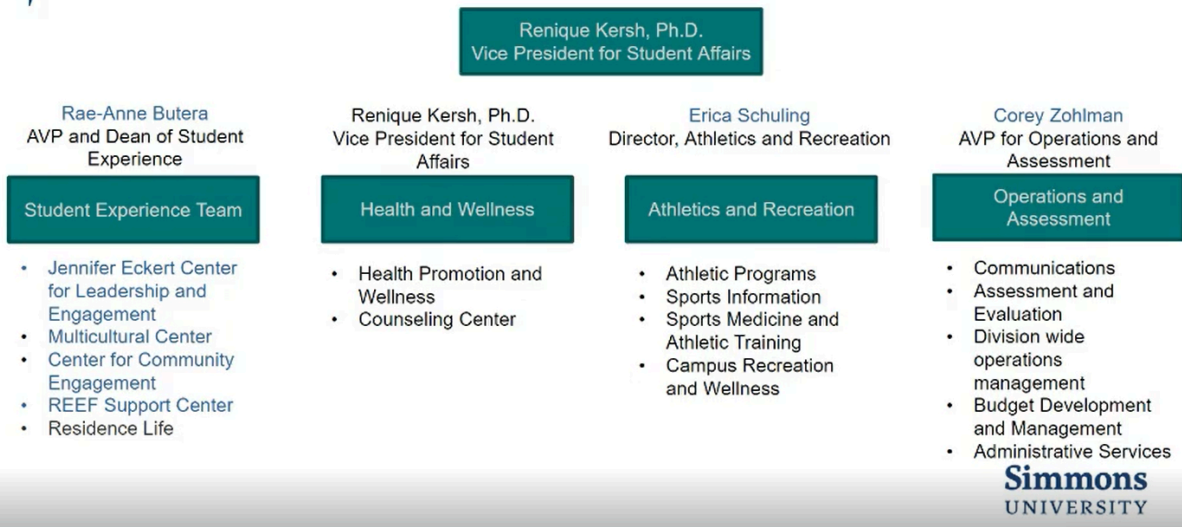 Renique Kersh, Ph.D.
Vice President for Student Affairs
Rae-Anne Butera
AVP and Dean of Student
Experience
Student Experience Team
• Jennifer Eckert Center
for Leadership and
Engagement
• Multicultural Center
• Center for Community
Engagement
• REEF Support Center
• Residence Life
Renique Kersh, Ph.D.
Vice President for Student
Affairs
Health and Wellness
• Health Promotion and
Wellness
• Counseling Center
Erica Schuling
Director, Athletics and Recreation
Athletics and Recreation
• Athletic Programs
• Sports Information
• Sports Medicine and
Athletic Training
• Campus Recreation
and Wellness
Corey Zohlman
AVP for Operations and
Assessment
Operations and
Assessment
• Communications
• Assessment and
Evaluation
• Division wide
operations
management
• Budget Development
and Management
• Administrative Services
Simmons
UNIVERSITY